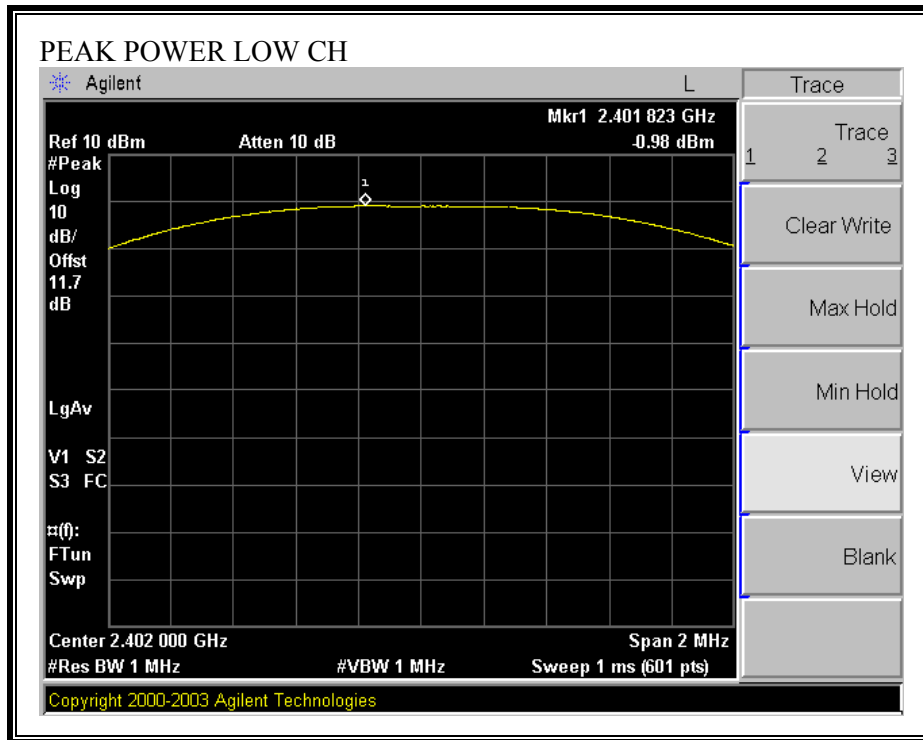 PEAK POWER LOW CH
Agilent L Trace
Mkr1 2.401 823 GHz
Ref 10 dBm Atten 10 dB -0.98 dBm
#Peak
Log
10
dB/
Offst
11.7
dB
1
LgAv
V1 S2
S3 FC
¤(f):
FTun
Swp
Center 2.402 000 GHz Span 2 MHz
#Res BW 1 MHz #VBW 1 MHz Sweep 1 ms (601 pts)
Copyright 2000-2003 Agilent Technologies
Trace
1 2 3
Clear Write
Max Hold
Min Hold
View
Blank